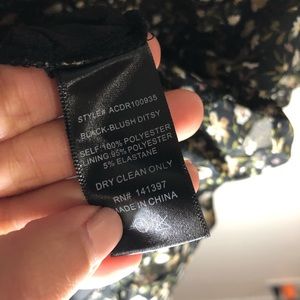 STYLE# ACDR100935
BLACK-BLUSH DITSY
SELF:100% POLYESTER
LINING 95% POLYESTER
5% ELASTANE
DRY CLEAN ONLY
RN# 141397
MADE IN CHINA